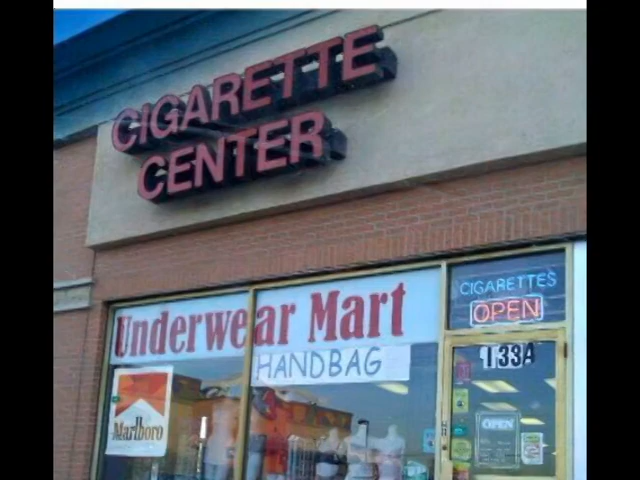 CIGARETTE
CENTER
Underwear Mart
HANDBAG
CIGARETTES
OPEN
133A
Marlboro
OPEN